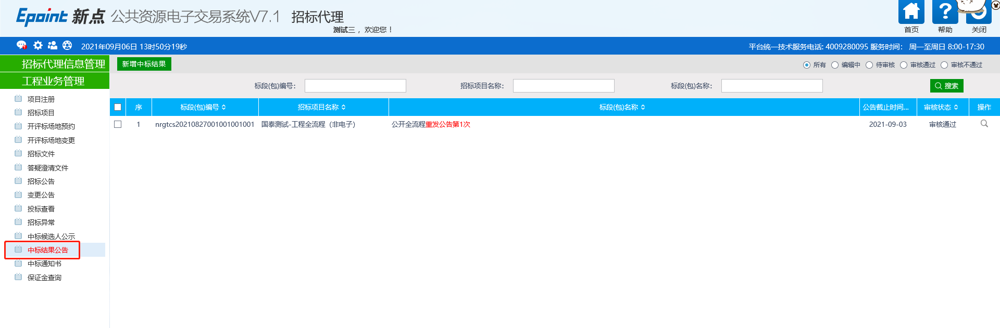 Epoint 新点 公共资源电子交易系统V7.1 招标代理
测试三 ，欢迎您！
首页 帮助 关闭
2021年09月06日 13时50分19秒 平台统一技术服务电话: 4009280095 服务时间： 周一至周日 8:00-17:30
招标代理信息管理
工程业务管理
项目注册
招标项目
开评标场地预约
开评标场地变更
招标文件
答疑澄清文件
招标公告
变更公告
投标查看
招标异常
中标候选人公示
中标结果公告
中标通知书
保证金查询
新增中标结果 所有 编辑中 待审核 审核通过 审核不通过
标段(包)编号： 招标项目名称： 标段(包)名称： 搜索
序 标段(包)编号 招标项目名称 标段(包)名称 公告截止时间... 审核状态 操作
1 nrgtcs20210827001001001001 国泰测试-工程全流程（非电子） 公开全流程重发公告第1次 2021-09-03 审核通过